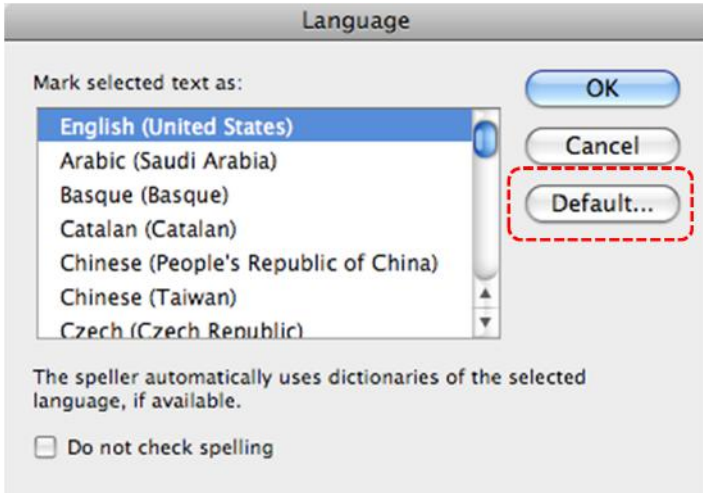 Language
Mark selected text as:
English (United States)
Arabic (Saudi Arabia)
Basque (Basque)
Catalan (Catalan)
Chinese (People's Republic of China)
Chinese (Taiwan)
Czech (Czech Republic)
OK
Cancel
Default...
The speller automatically uses dictionaries of the selected
language, if available.
Do not check spelling